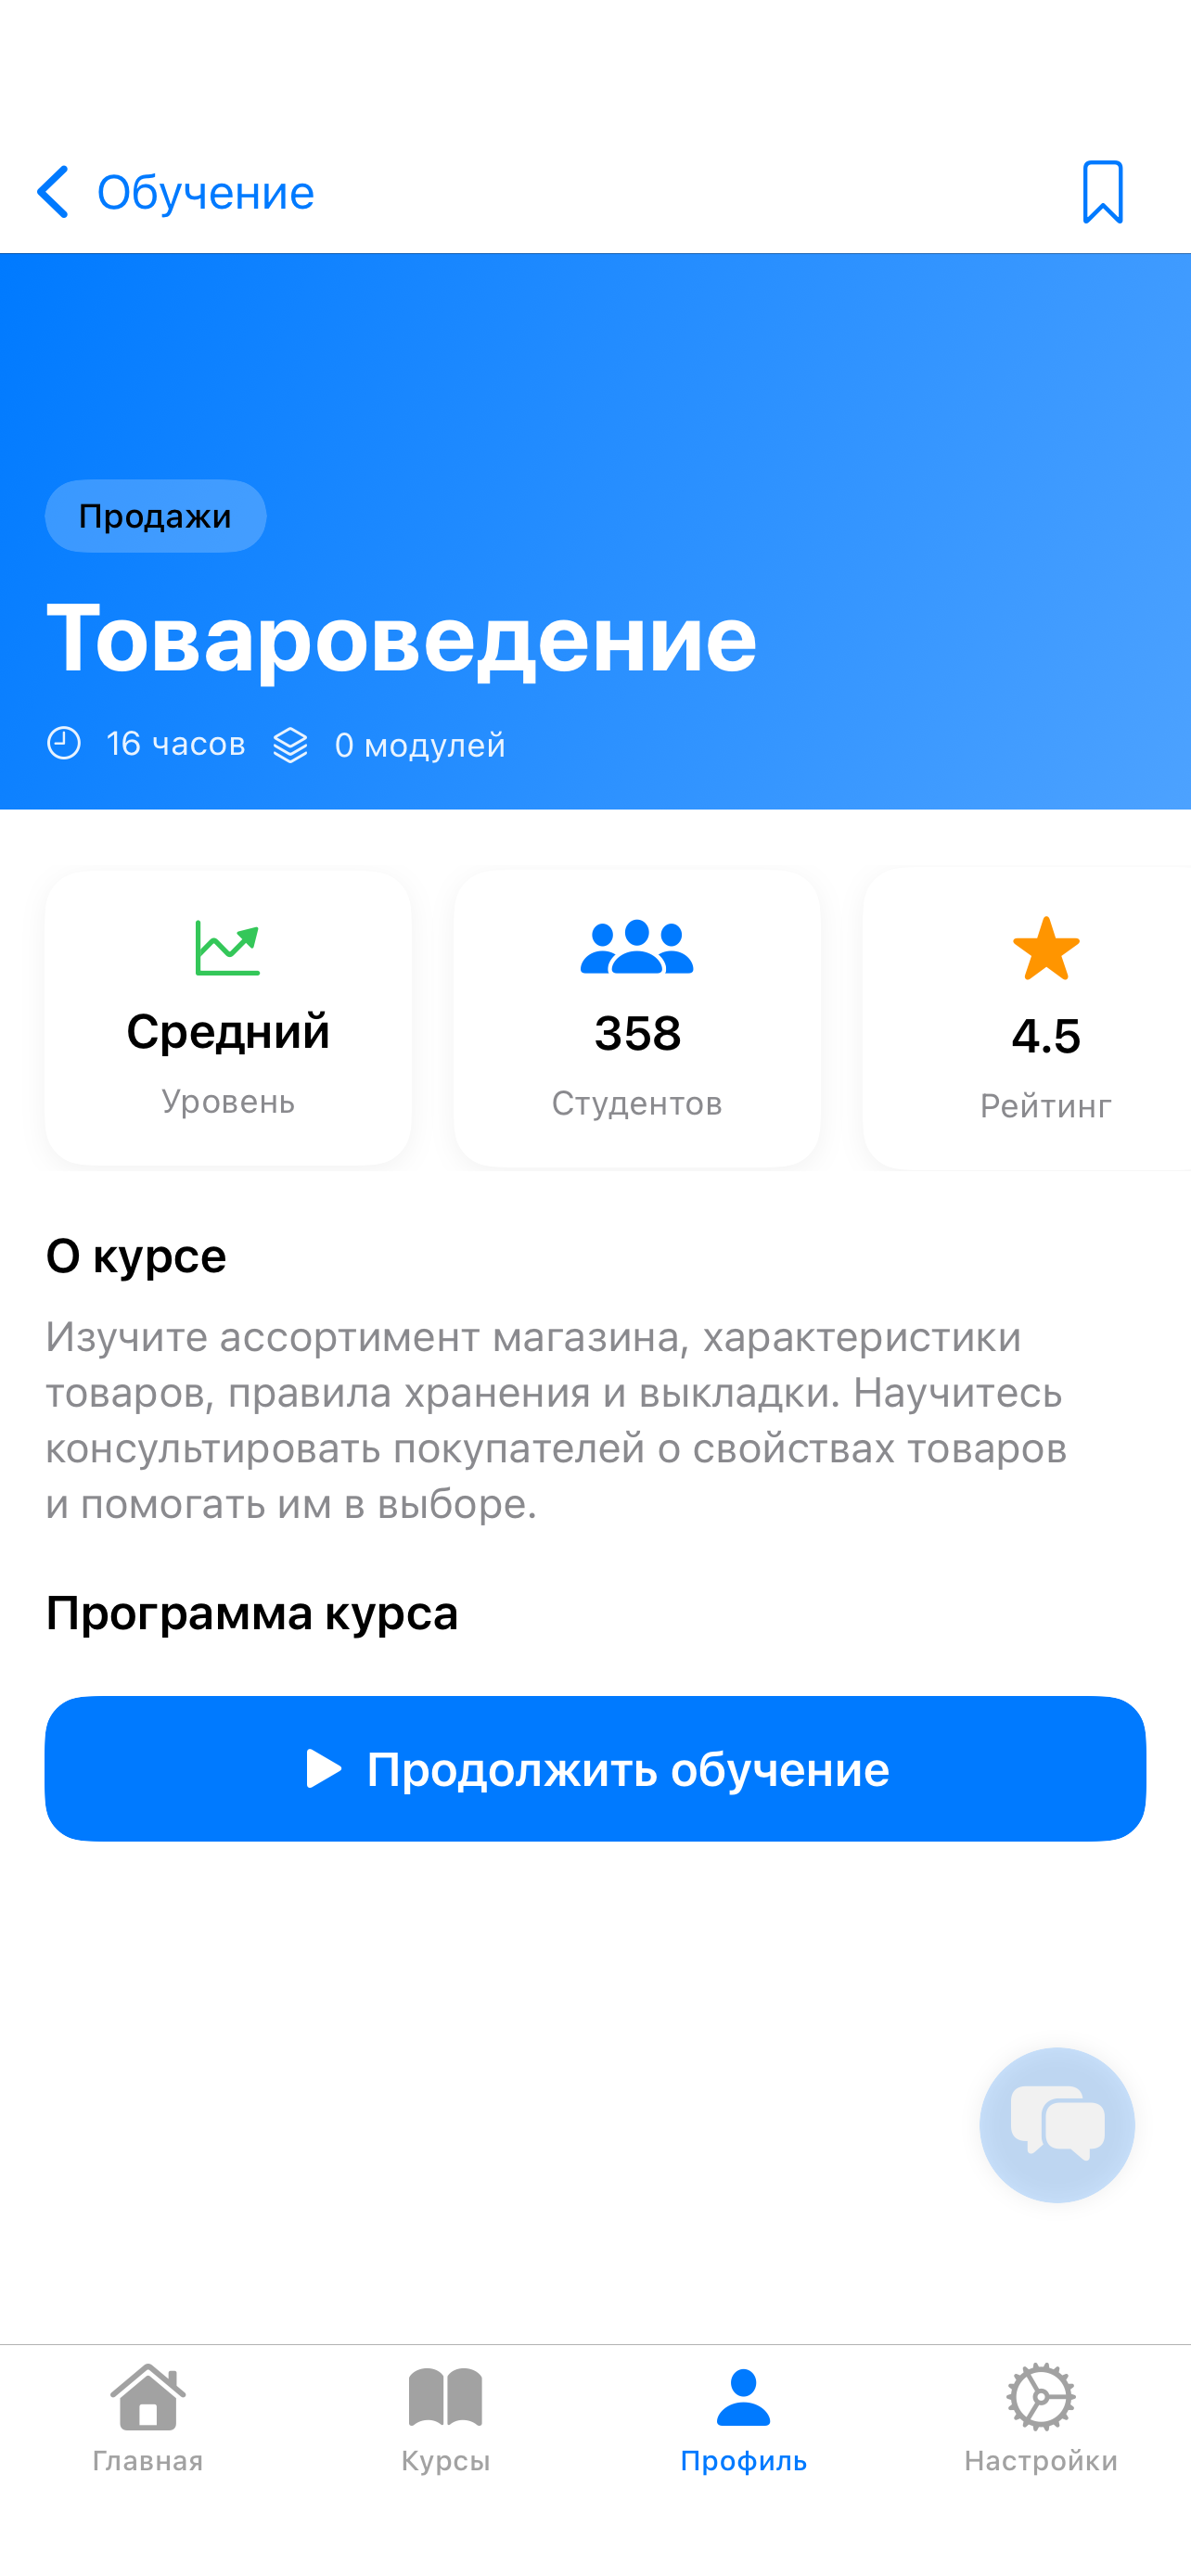 Обучение
Продажи
Товароведение
16 часов 0 модулей
Средний
Уровень
358
Студентов
4.5
Рейтинг
О курсе
Изучите ассортимент магазина, характеристики
товаров, правила хранения и выкладки. Научитесь
консультировать покупателей о свойствах товаров
и помогать им в выборе.
Программа курса
Продолжить обучение
Главная Курсы Профиль Настройки